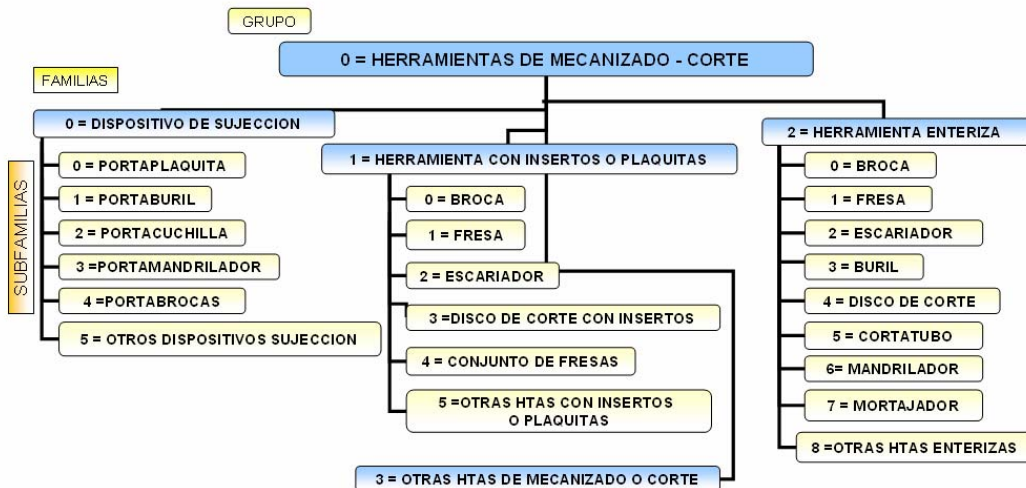 GRUPO
0 = HERRAMIENTAS DE MECANIZADO - CORTE
FAMILIAS
0 = DISPOSITIVO DE SUJECCION
SUBFAMILIAS
0 = PORTAPLAQUITA
1 = PORTABURIL
2 = PORTACUCHILLA
3 =PORTAMANDRILADOR
4 =PORTABROCAS
5 = OTROS DISPOSITIVOS SUJECCION
1 = HERRAMIENTA CON INSERTOS O PLAQUITAS
0 = BROCA
1 = FRESA
2 = ESCARIADOR
3 =DISCO DE CORTE CON INSERTOS
4 = CONJUNTO DE FRESAS
5 =OTRAS HTAS CON INSERTOS
O PLAQUITAS
2 = HERRAMIENTA ENTERIZA
0 = BROCA
1 = FRESA
2 = ESCARIADOR
3 = BURIL
4 = DISCO DE CORTE
5 = CORTATUBO
6= MANDRILADOR
7 = MORTAJADOR
8 =OTRAS HTAS ENTERIZAS
3 = OTRAS HTAS DE MECANIZADO O CORTE